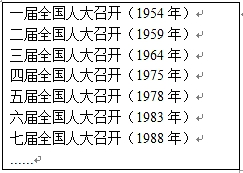 一届全国人大召开（1954 年）
二届全国人大召开（1959 年）
三届全国人大召开（1964 年）
四届全国人大召开（1975 年）
五届全国人大召开（1978 年）
六届全国人大召开（1983 年）
七届全国人大召开（1988 年）
……